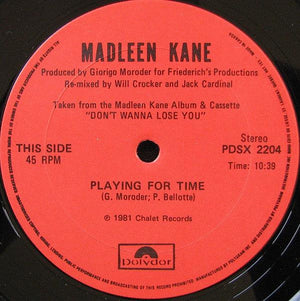 MADLEEN KANE
Produced by Giorigo Moroder for Friederich's Productions
Re-mixed by Will Crocker and Jack Cardinal
Taken from the Madleen Kane Album & Cassette
"DON'T WANNA LOSE YOU"
THIS SIDE
45 RPM
Stereo
PDSX 2204
Time: 10:39
PLAYING FOR TIME
(G. Moroder; P. Bellotte)
℗ 1981 Chalet Records
Polydor